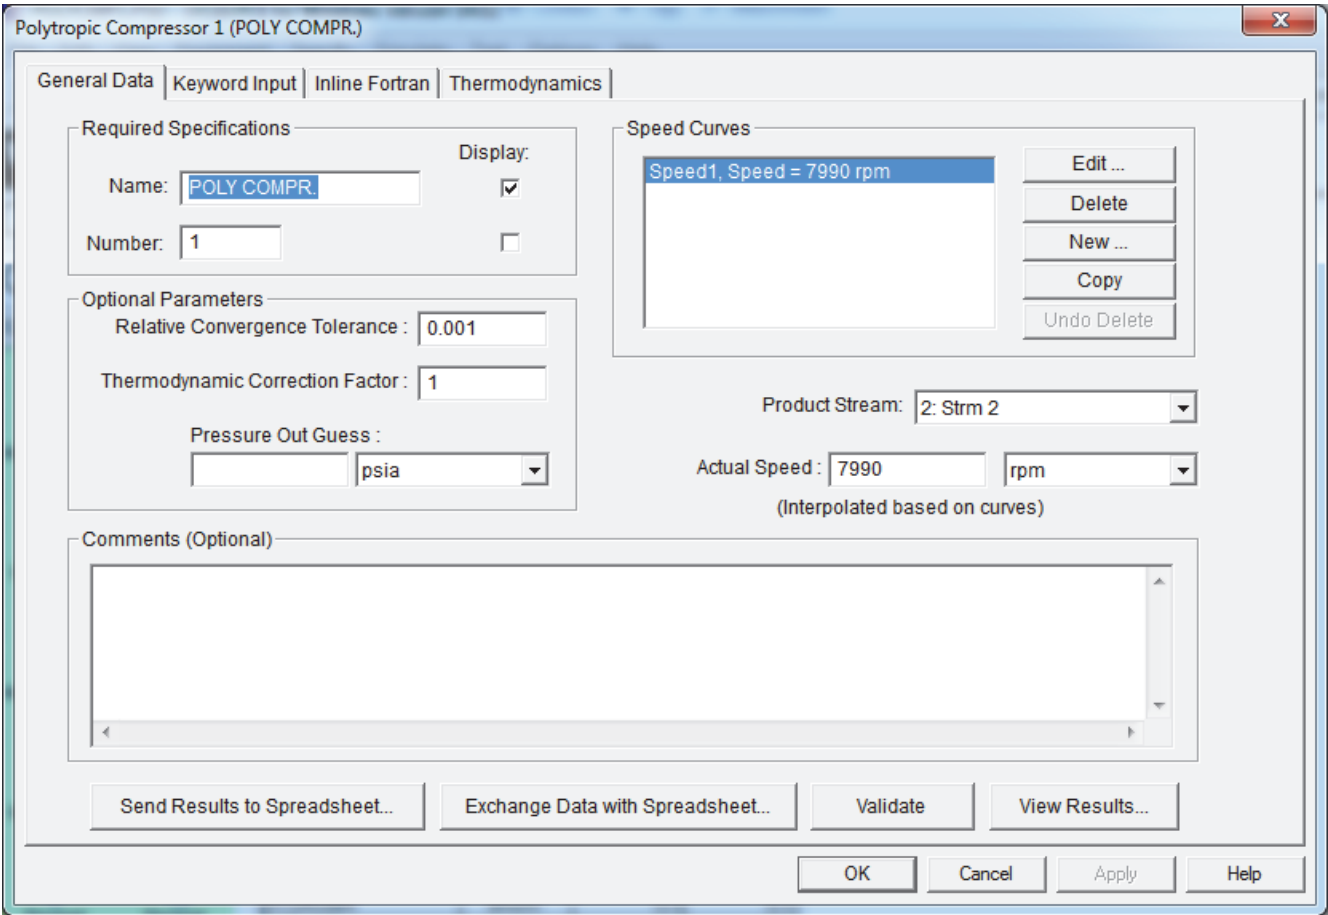 Polytropic Compressor 1 (POLY COMPR.)
General Data
Keyword Input
Inline Fortran
Thermodynamics
Required Specifications
Display:
Name: POLY COMPR.
Number: 1
Optional Parameters
Relative Convergence Tolerance : 0.001
Thermodynamic Correction Factor : 1
Pressure Out Guess :
psia
Speed Curves
Speed1, Speed = 7990 rpm
Edit ...
Delete
New ...
Copy
Undo Delete
Product Stream: 2: Strm 2
Actual Speed : 7990 rpm
(Interpolated based on curves)
Comments (Optional)
Send Results to Spreadsheet...
Exchange Data with Spreadsheet...
Validate
View Results...
OK
Cancel
Apply
Help